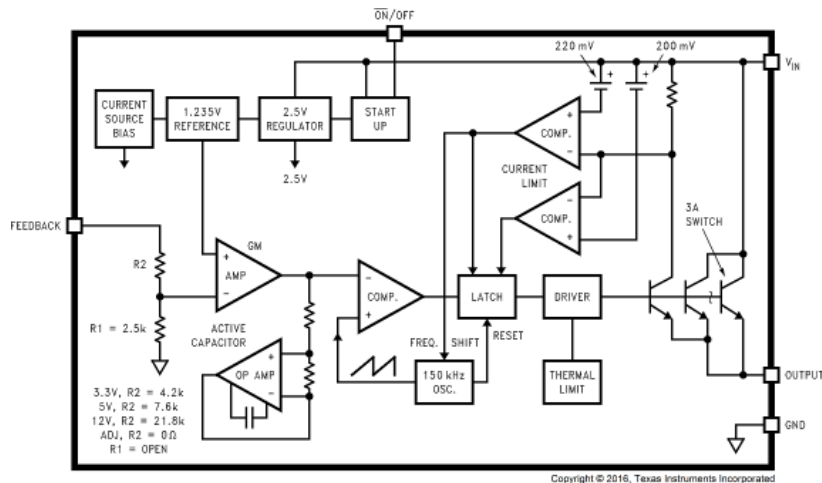 ON/OFF
220 mV
200 mV
VIN
CURRENT
SOURCE
BIAS
1.235V
REFERENCE
2.5V
REGULATOR
START
UP
2.5V
COMP.
+
−
CURRENT
LIMIT
COMP.
−
+
3A
SWITCH
FEEDBACK
R2
R1 = 2.5k
GM
+
AMP
−
−
COMP.
+
LATCH
DRIVER
ACTIVE
CAPACITOR
+
OP AMP
−
FREQ. SHIFT
RESET
150 kHz
OSC.
THERMAL
LIMIT
OUTPUT
GND
3.3V, R2 = 4.2k
5V, R2 = 7.6k
12V, R2 = 21.8k
ADJ, R2 = 0Ω
R1 = OPEN
Copyright © 2016, Texas Instruments Incorporated